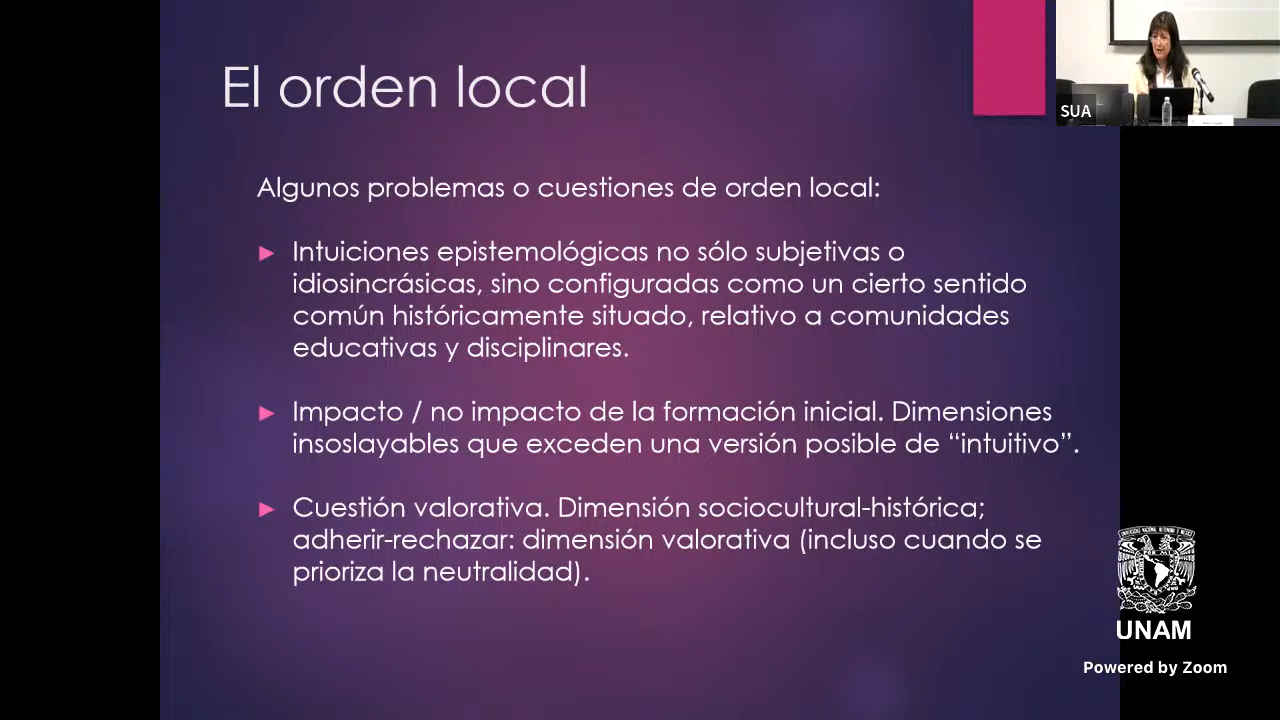 El orden local
SUA
Algunos problemas o cuestiones de orden local:
► Intuiciones epistemológicas no sólo subjetivas o
idiosincrásicas, sino configuradas como un cierto sentido
común históricamente situado, relativo a comunidades
educativas y disciplinares.
► Impacto / no impacto de la formación inicial. Dimensiones
insoslayables que exceden una versión posible de “intuitivo”.
► Cuestión valorativa. Dimensión sociocultural-histórica;
adherir-rechazar: dimensión valorativa (incluso cuando se
prioriza la neutralidad).
UNAM
Powered by Zoom